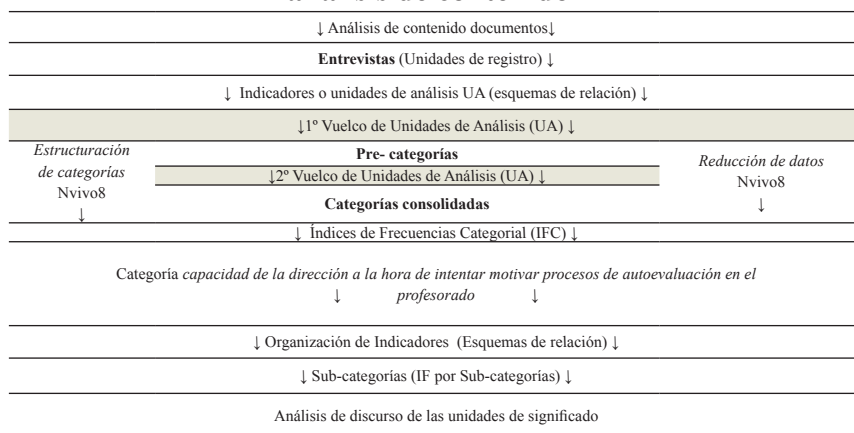 ↓ Análisis de contenido documentos↓
Entrevistas (Unidades de registro) ↓
↓ Indicadores o unidades de análisis UA (esquemas de relación) ↓
↓1º Vuelco de Unidades de Análisis (UA) ↓
Estructuración
de categorías
Nvivo8
↓
Pre- categorías
↓2º Vuelco de Unidades de Análisis (UA) ↓
Categorías consolidadas
Reducción de datos
Nvivo8
↓
↓ Índices de Frecuencias Categorial (IFC) ↓
Categoría capacidad de la dirección a la hora de intentar motivar procesos de autoevaluación en el
↓ profesorado ↓
↓ Organización de Indicadores (Esquemas de relación) ↓
↓ Sub-categorías (IF por Sub-categorías) ↓
Análisis de discurso de las unidades de significado